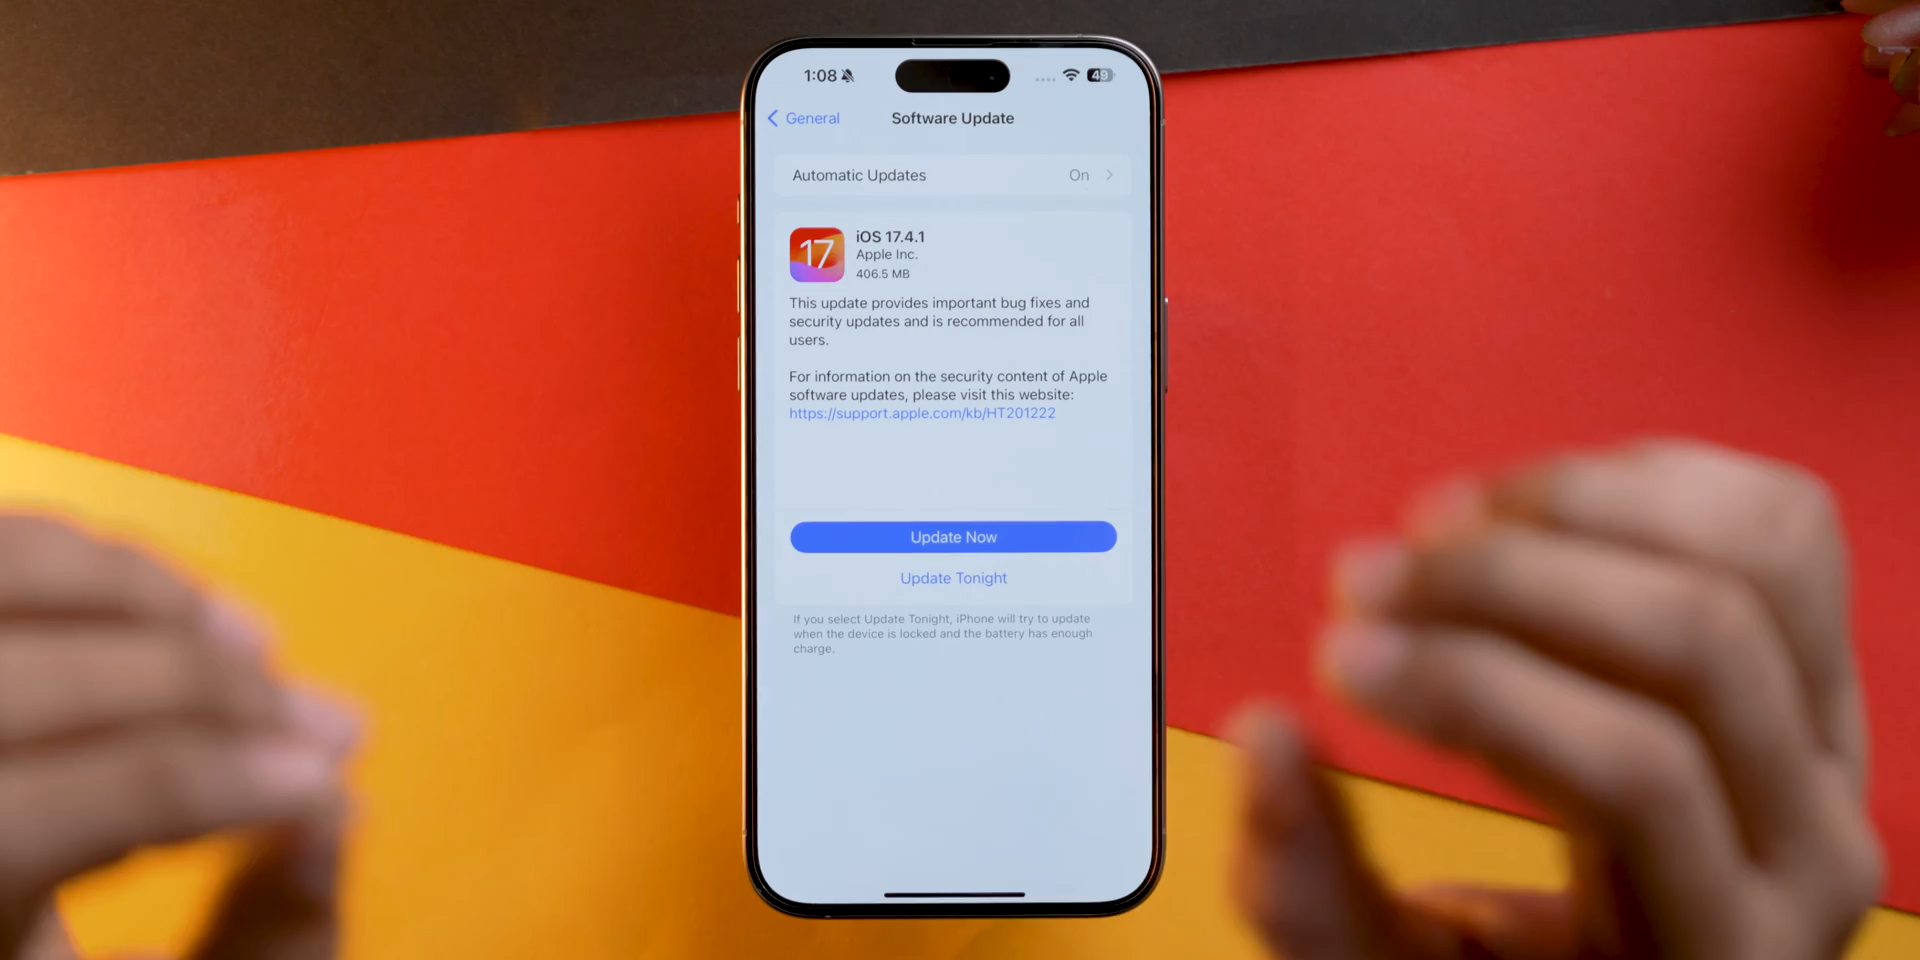 1:08
49
General
Software Update
Automatic Updates
On
17
iOS 17.4.1
Apple Inc.
406.5 MB
This update provides important bug fixes and
security updates and is recommended for all
users.
For information on the security content of Apple
software updates, please visit this website:
https://support.apple.com/kb/HT201222
Update Now
Update Tonight
If you select Update Tonight, iPhone will try to update
when the device is locked and the battery has enough
charge.